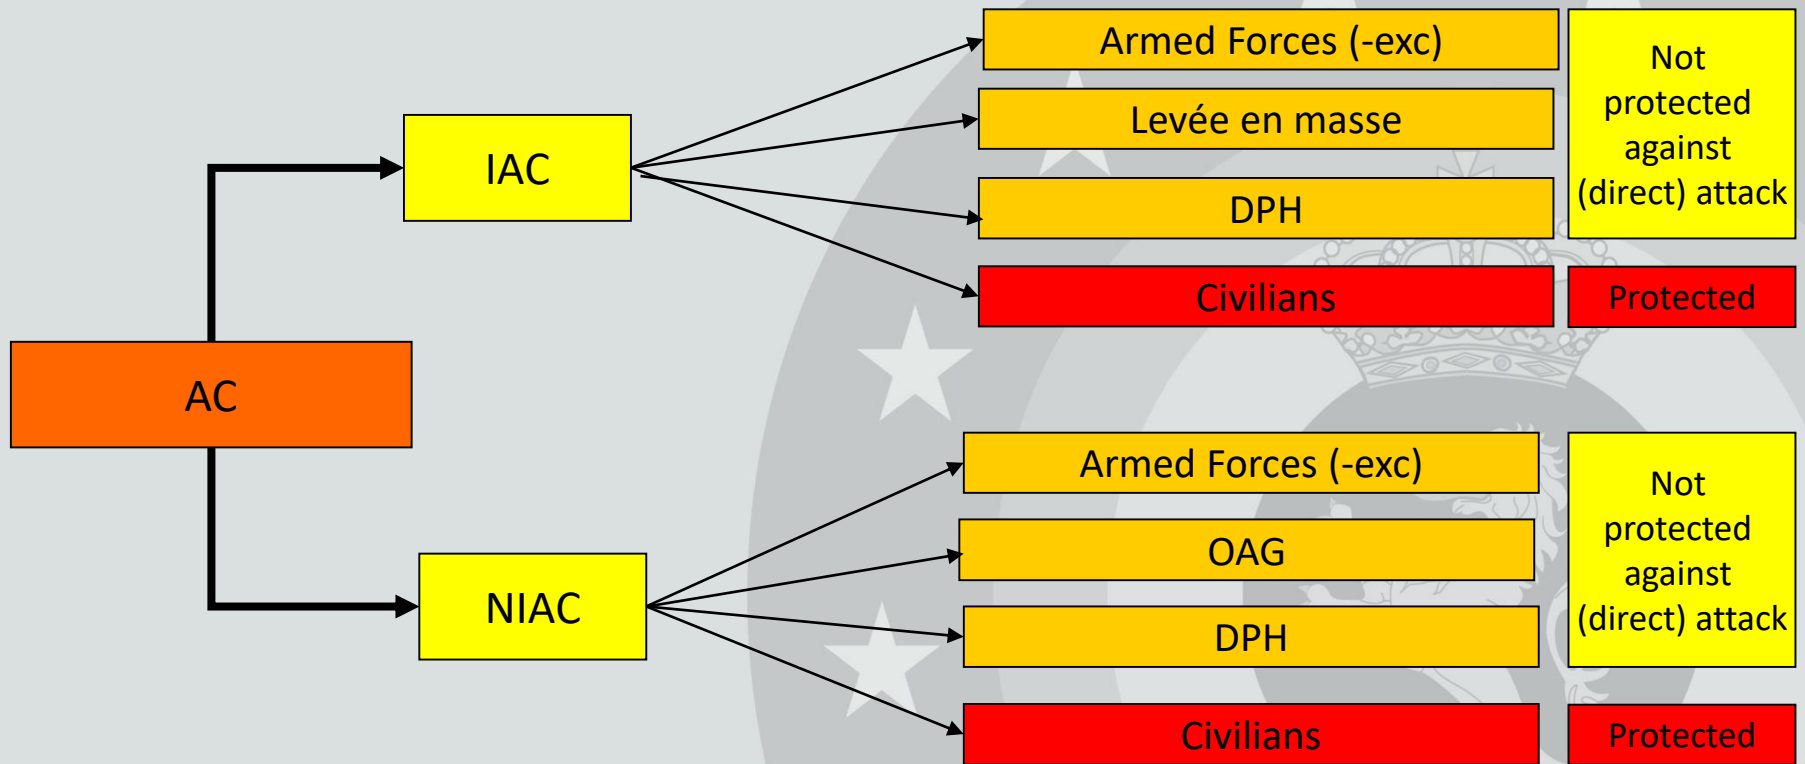 Armed Forces (-exc)
Levée en masse
DPH
Civilians
Not
protected
against
(direct) attack
Protected
IAC
AC
NIAC
Armed Forces (-exc)
OAG
DPH
Civilians
Not
protected
against
(direct) attack
Protected